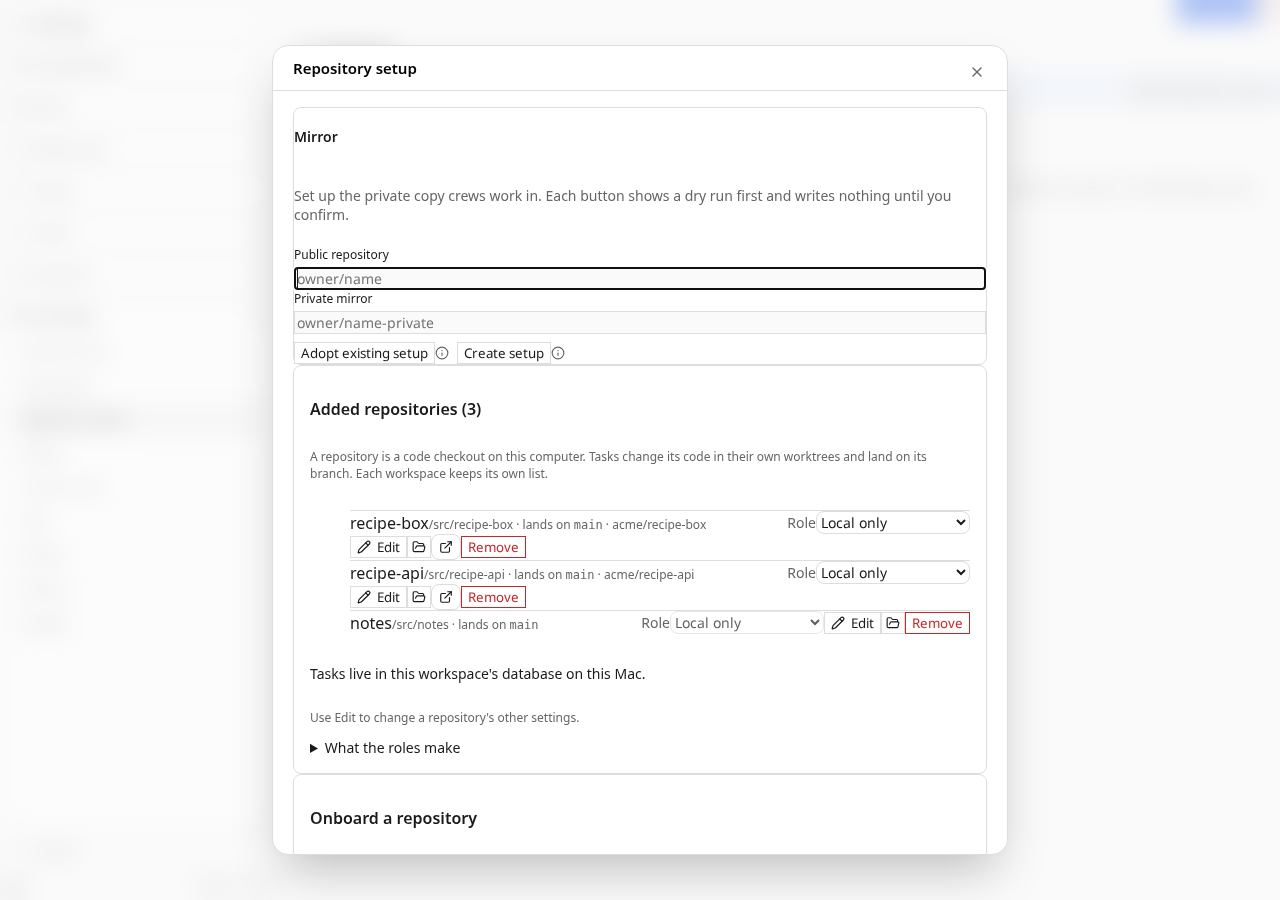 Repository setup
Mirror
Set up the private copy crews work in. Each button shows a dry run first and writes nothing until you
confirm.
Public repository
owner/name
Private mirror
owner/name-private
Adopt existing setup Create setup
Added repositories (3)
A repository is a code checkout on this computer. Tasks change its code in their own worktrees and land on its
branch. Each workspace keeps its own list.
recipe-box/src/recipe-box · lands on main · acme/recipe-box Role Local only
Edit Remove
recipe-api/src/recipe-api · lands on main · acme/recipe-api Role Local only
Edit Remove
notes/src/notes · lands on main Role Local only Edit Remove
Tasks live in this workspace's database on this Mac.
Use Edit to change a repository's other settings.
What the roles make
Onboard a repository